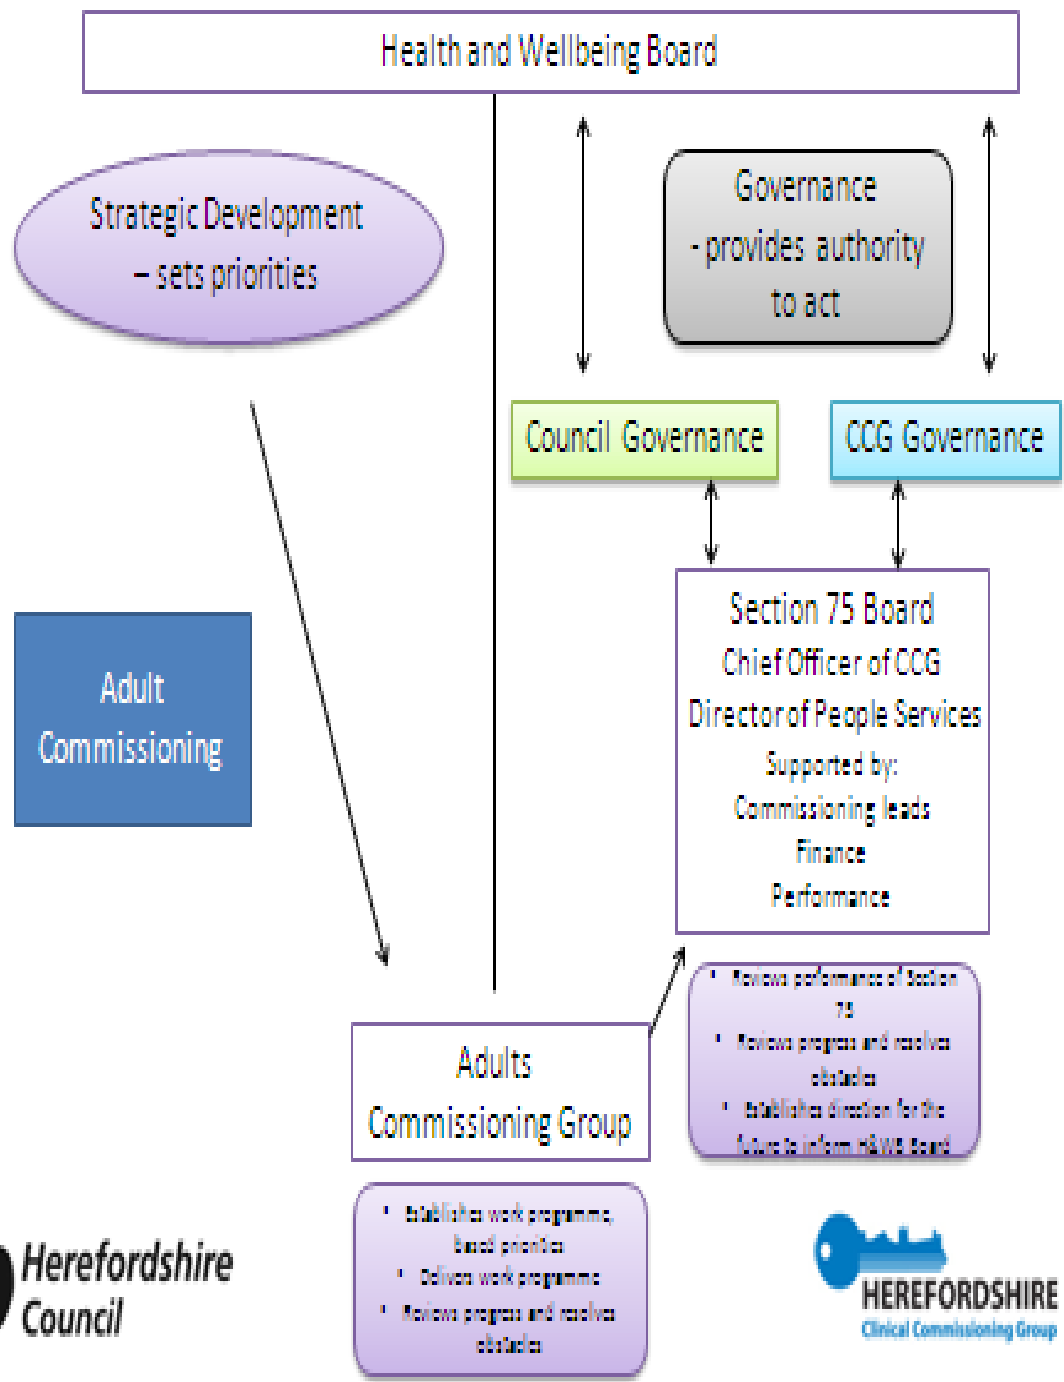 Health and Wellbeing Board
Strategic Development
– sets priorities
Governance
- provides authority
to act
Council Governance
CCG Governance
Adult
Commissioning
Section 75 Board
Chief Officer of CCG
Director of People Services
Supported by:
Commissioning leads
Finance
Performance
• Reviews performance of Section
75
• Reviews progress and resolves
obstacles
• Establishes direction for the
future to inform H&WB Board
Adults
Commissioning Group
• Establishes work programme,
based priorities
• Delivers work programme
• Reviews progress and resolves
obstacles
Herefordshire
Council
HEREFORDSHIRE
Clinical Commissioning Group